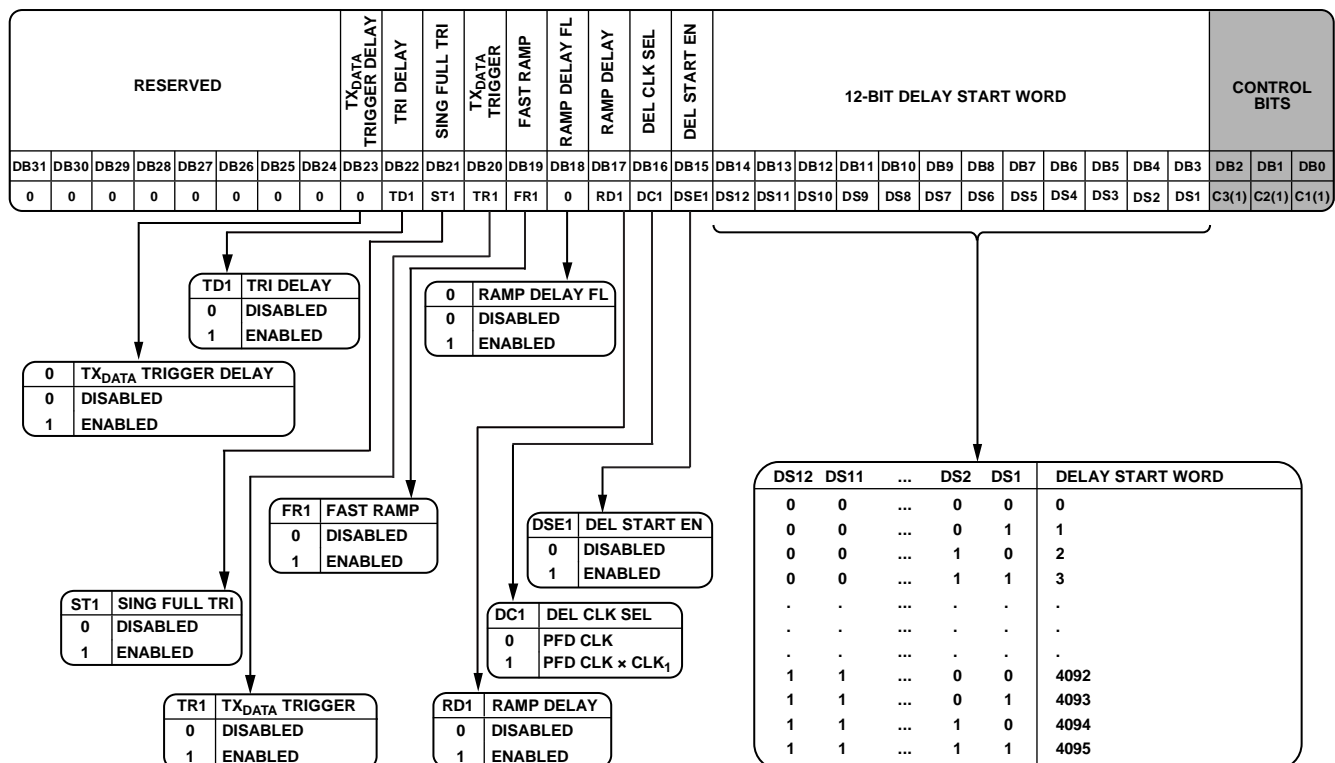 RESERVED
TXDATA
TRIGGER DELAY
TRI DELAY
SING FULL TRI
TXDATA
TRIGGER
FAST RAMP
RAMP DELAY FL
RAMP DELAY
DEL CLK SEL
DEL START EN
12-BIT DELAY START WORD
CONTROL
BITS
DB31 DB30 DB29 DB28 DB27 DB26 DB25 DB24 DB23 DB22 DB21 DB20 DB19 DB18 DB17 DB16 DB15 DB14 DB13 DB12 DB11 DB10 DB9 DB8 DB7 DB6 DB5 DB4 DB3 DB2 DB1 DB0
0 0 0 0 0 0 0 0 0 TD1 ST1 TR1 FR1 0 RD1 DC1 DSE1 DS12 DS11 DS10 DS9 DS8 DS7 DS6 DS5 DS4 DS3 DS2 DS1 C3(1) C2(1) C1(1)
TD1 TRI DELAY
0 DISABLED
1 ENABLED
0 RAMP DELAY FL
0 DISABLED
1 ENABLED
0 TXDATA TRIGGER DELAY
0 DISABLED
1 ENABLED
FR1 FAST RAMP
0 DISABLED
1 ENABLED
DSE1 DEL START EN
0 DISABLED
1 ENABLED
ST1 SING FULL TRI
0 DISABLED
1 ENABLED
DC1 DEL CLK SEL
0 PFD CLK
1 PFD CLK × CLK1
TR1 TXDATA TRIGGER
0 DISABLED
1 ENABLED
RD1 RAMP DELAY
0 DISABLED
1 ENABLED
DS12 DS11 ... DS2 DS1 DELAY START WORD
0 0 ... 0 0 0
0 0 ... 0 1 1
0 0 ... 1 0 2
0 0 ... 1 1 3
. . ... . . .
. . ... . . .
. . ... . . .
1 1 ... 0 0 4092
1 1 ... 0 1 4093
1 1 ... 1 0 4094
1 1 ... 1 1 4095